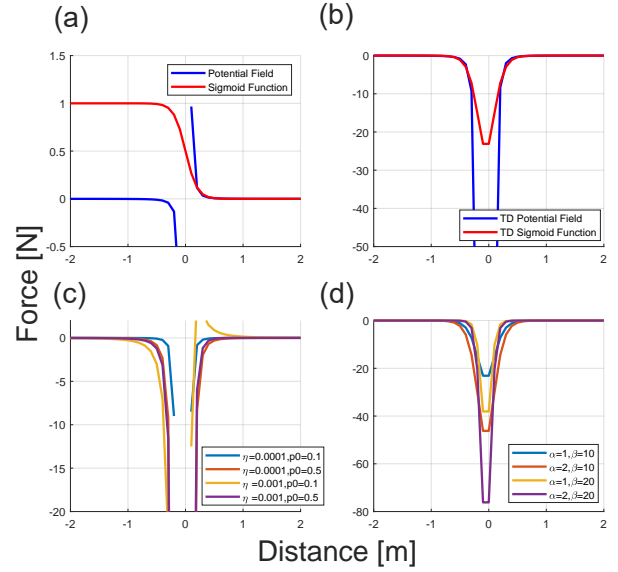 (a)
1.5
1
0.5
0
-0.5
-2 -1 0 1 2
Potential Field
Sigmoid Function
(b)
0
-10
-20
-30
-40
-50
-2 -1 0 1 2
TD Potential Field
TD Sigmoid Function
Force [N]
(c)
0
-5
-10
-15
-20
-2 -1 0 1 2
η=0.0001,p0=0.1
η=0.0001,p0=0.5
η=0.001,p0=0.1
η=0.001,p0=0.5
(d)
0
-20
-40
-60
-80
-2 -1 0 1 2
α=1,β=10
α=2,β=10
α=1,β=20
α=2,β=20
Distance [m]